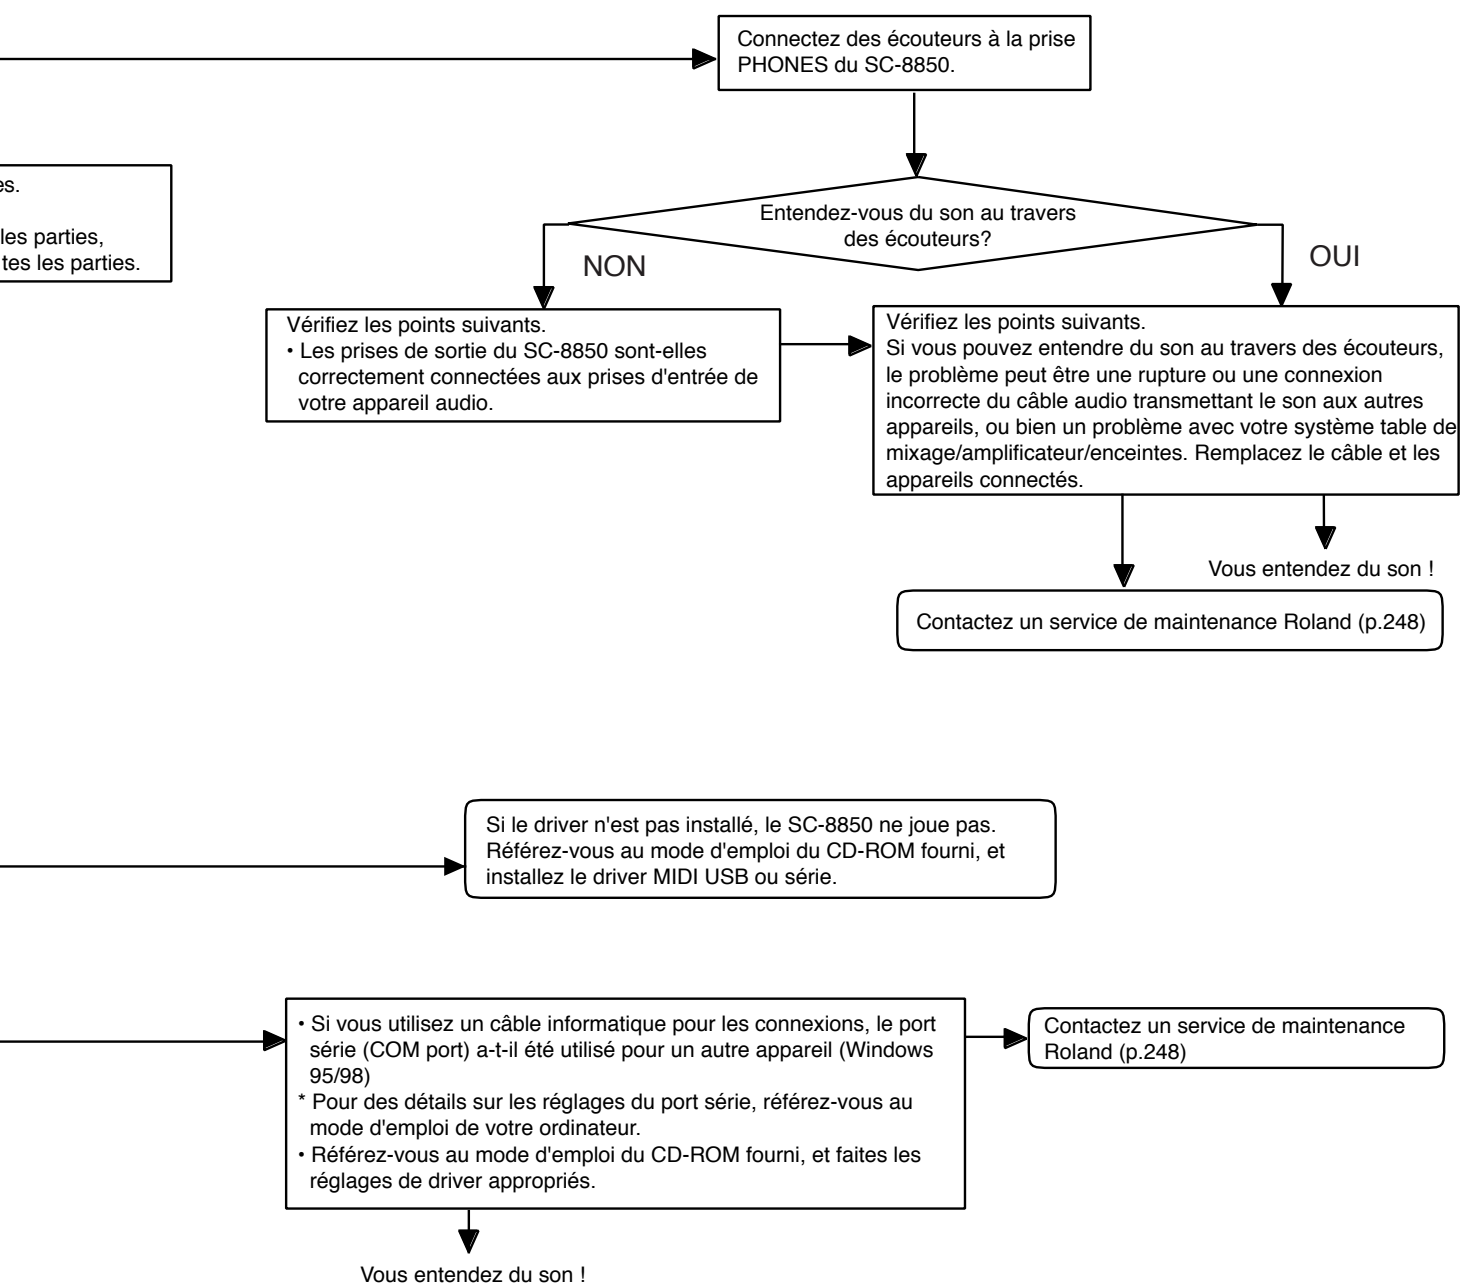 Connectez des écouteurs à la prise
PHONES du SC-8850.
es.
les parties,
tes les parties.
Entendez-vous du son au travers
des écouteurs?
NON
OUI
Vérifiez les points suivants.
• Les prises de sortie du SC-8850 sont-elles
correctement connectées aux prises d'entrée de
votre appareil audio.
Vérifiez les points suivants.
Si vous pouvez entendre du son au travers des écouteurs,
le problème peut être une rupture ou une connexion
incorrecte du câble audio transmettant le son aux autres
appareils, ou bien un problème avec votre système table de
mixage/amplificateur/enceintes. Remplacez le câble et les
appareils connectés.
Vous entendez du son !
Contactez un service de maintenance Roland (p.248)
Si le driver n'est pas installé, le SC-8850 ne joue pas.
Référez-vous au mode d'emploi du CD-ROM fourni, et
installez le driver MIDI USB ou série.
• Si vous utilisez un câble informatique pour les connexions, le port
série (COM port) a-t-il été utilisé pour un autre appareil (Windows
95/98)
* Pour des détails sur les réglages du port série, référez-vous au
mode d'emploi de votre ordinateur.
• Référez-vous au mode d'emploi du CD-ROM fourni, et faites les
réglages de driver appropriés.
Contactez un service de maintenance
Roland (p.248)
Vous entendez du son !